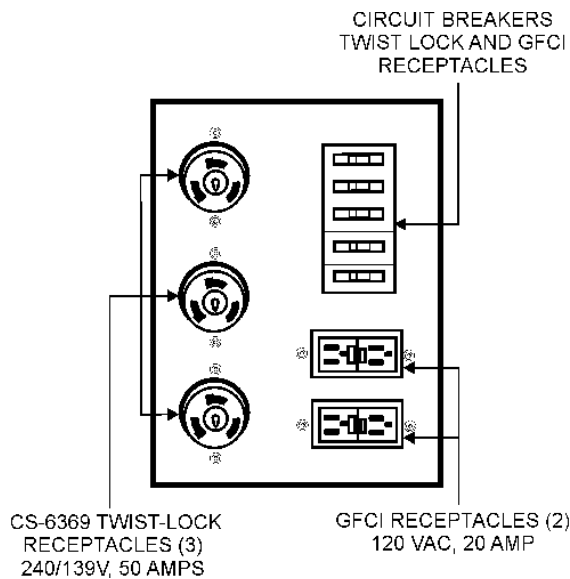 CIRCUIT BREAKERS
TWIST LOCK AND GFCI
RECEPTACLES
CS-6369 TWIST-LOCK
RECEPTACLES (3)
240/139V, 50 AMPS
GFCI RECEPTACLES (2)
120 VAC, 20 AMP